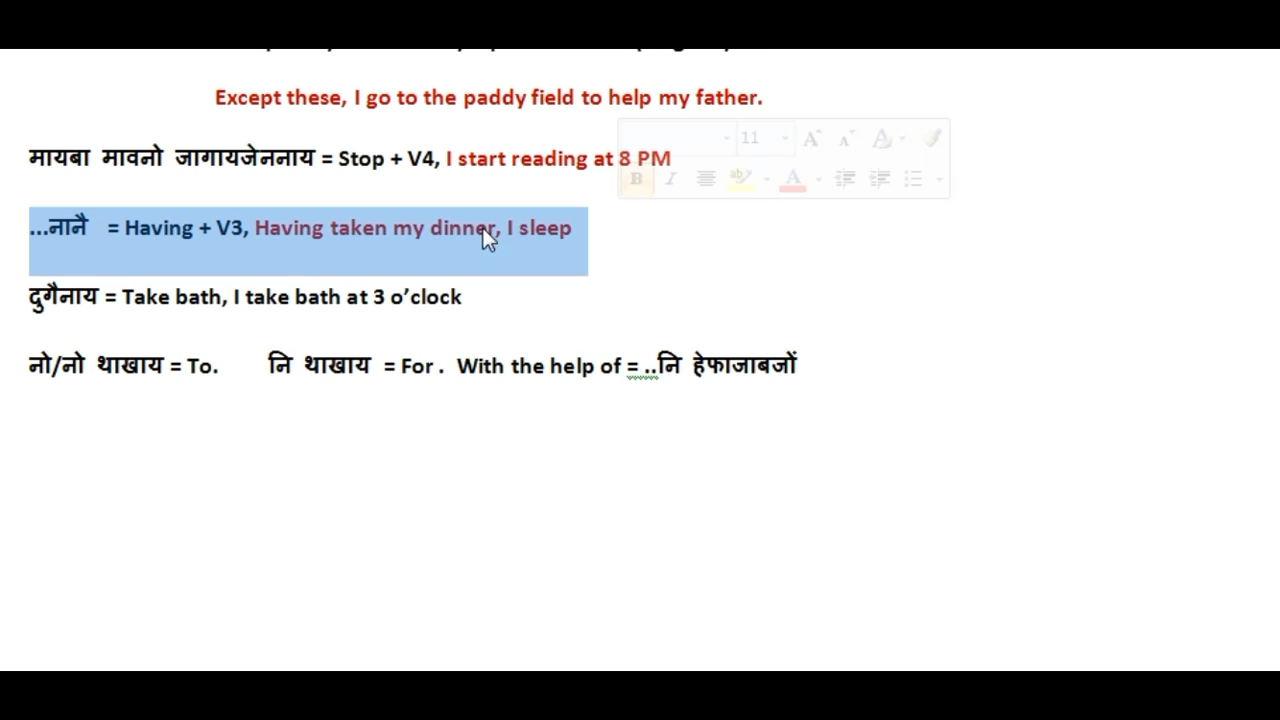 Except these, I go to the paddy field to help my father.
11
मायबा मावनो जागायजेननाय = Stop + V4, I start reading at 8 PM
...नानै = Having + V3, Having taken my dinner, I sleep
दुगैनाय = Take bath, I take bath at 3 o’clock
नो/नो थाखाय = To. नि थाखाय = For . With the help of = ..नि हेफाजाबजों